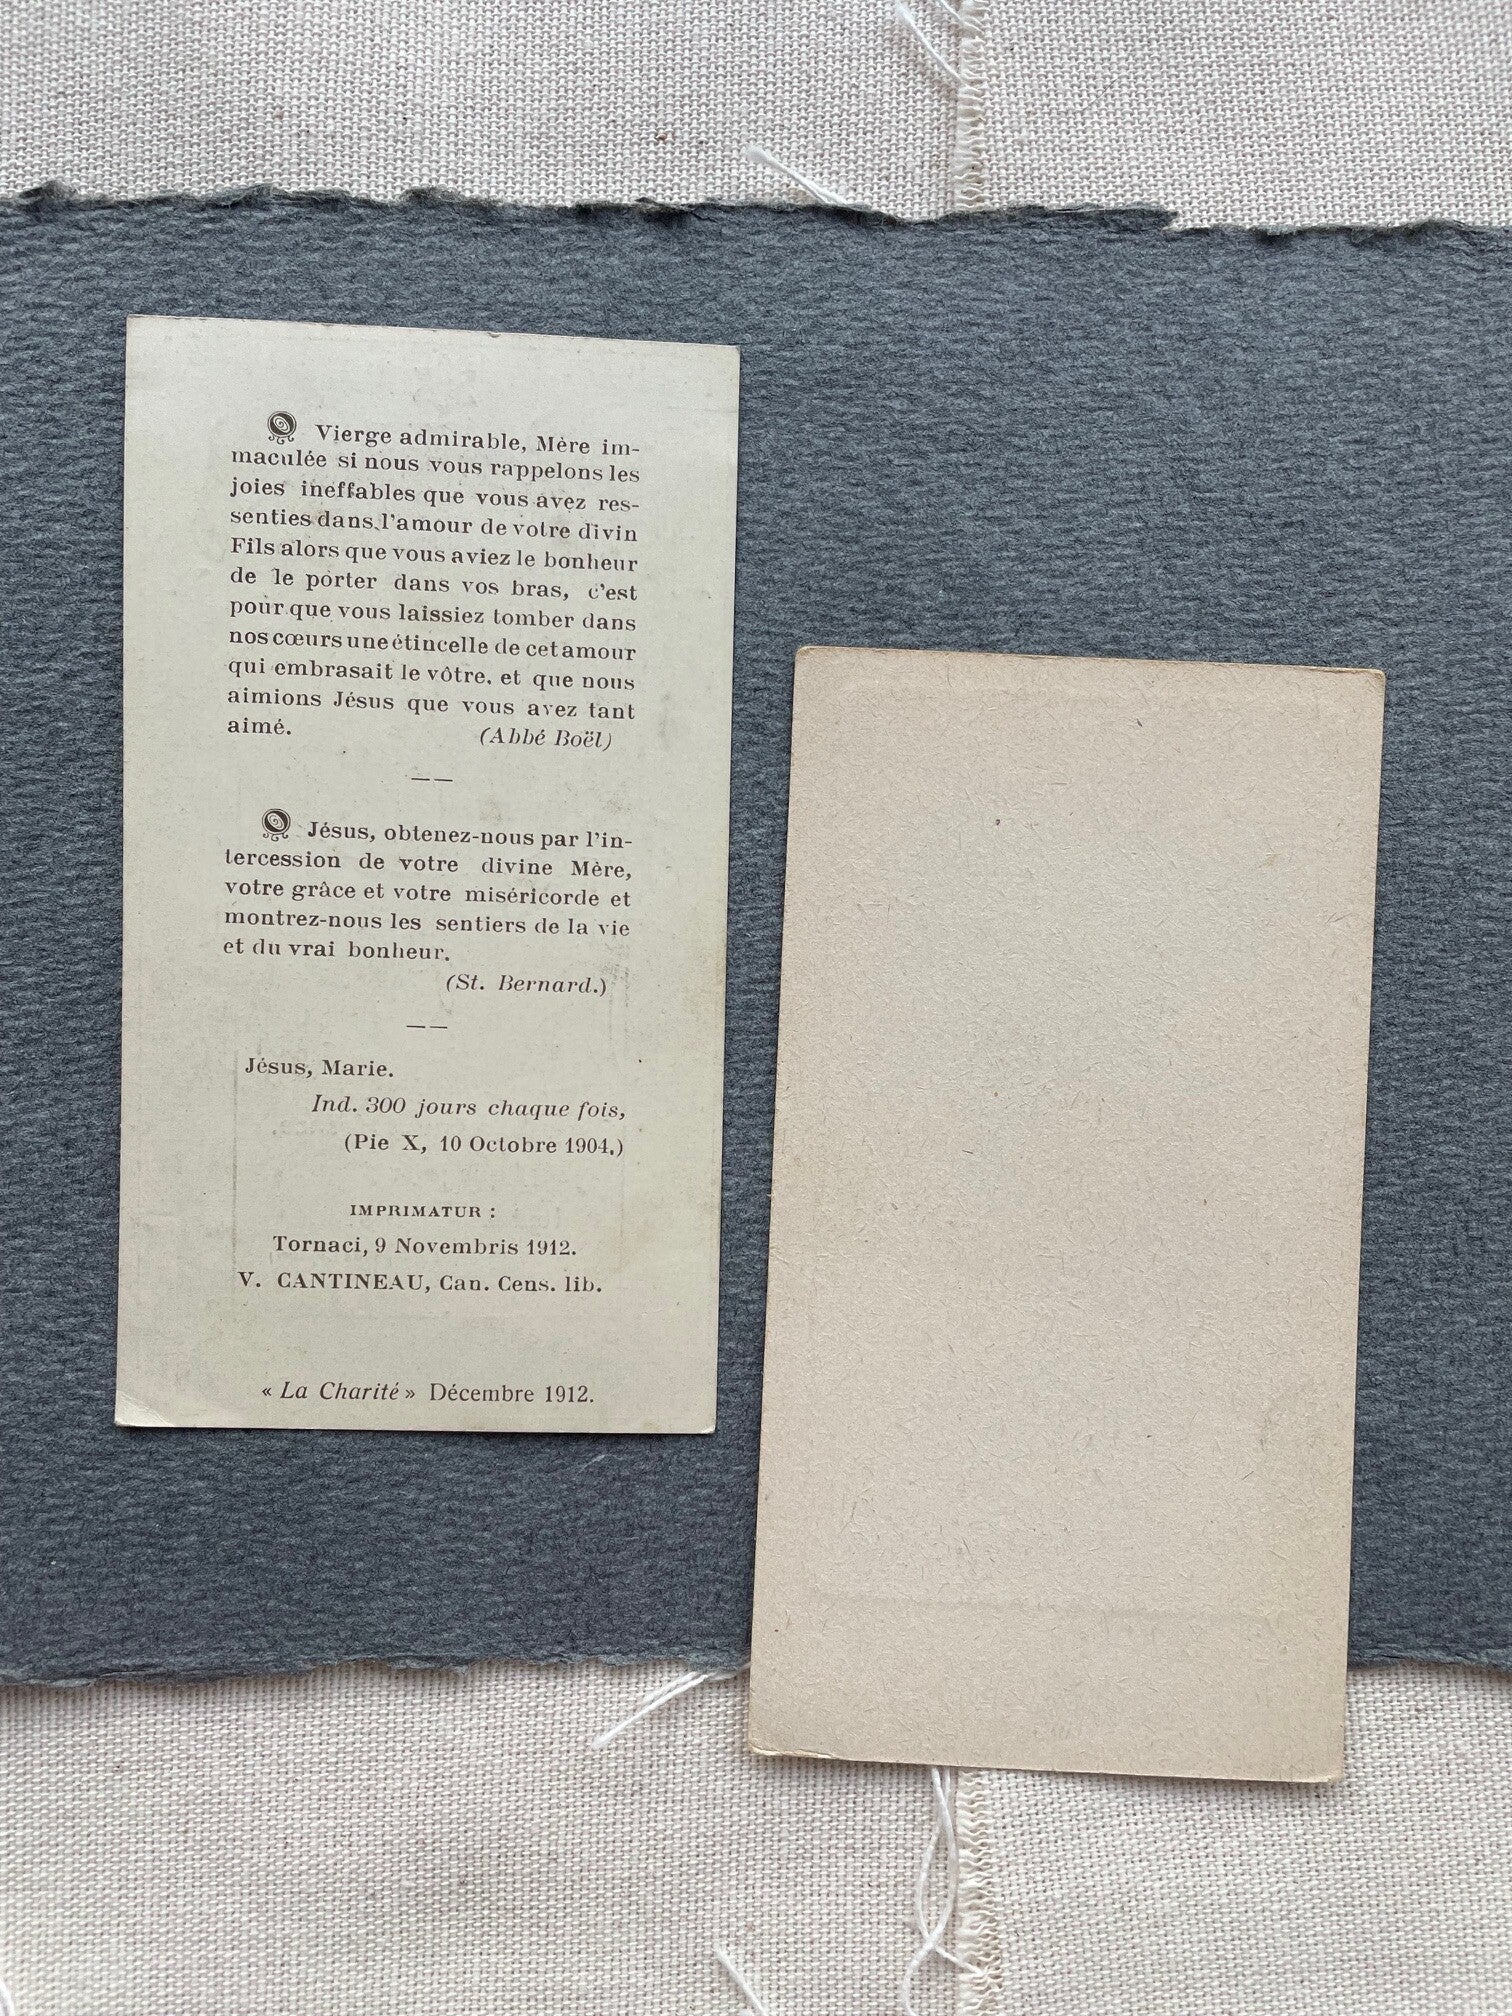 O Vierge admirable, Mère im-
maculée si nous vous rappelons les
joies ineffables que vous avez res-
senties dans l'amour de votre divin
Fils alors que vous aviez le bonheur
de le porter dans vos bras, c'est
pour que vous laissiez tomber dans
nos cœurs une étincelle de cet amour
qui embrasait le vôtre. et que nous
aimions Jésus que vous avez tant
aimé. (Abbé Boël)
O Jésus, obtenez-nous par l'in-
tercession de votre divine Mère,
votre grâce et votre miséricorde et
montrez-nous les sentiers de la vie
et du vrai bonheur.
(St. Bernard.)
Jésus, Marie.
Ind. 300 jours chaque fois,
(Pie X, 10 Octobre 1904.)
IMPRIMATUR :
Tornaci, 9 Novembris 1912.
V. CANTINEAU, Can. Cens. lib.
« La Charité » Décembre 1912.